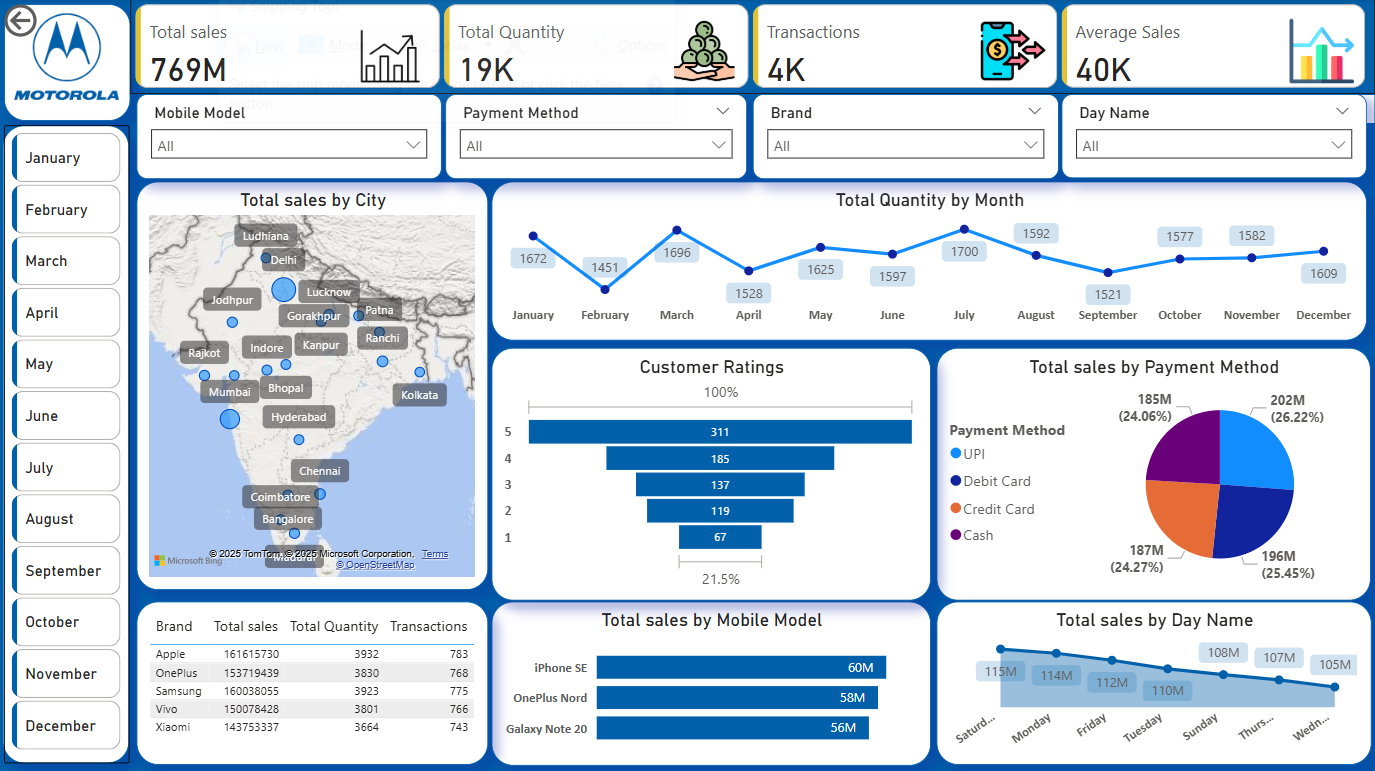 MOTOROLA
Total sales
769M
Total Quantity
19K
Transactions
4K
Average Sales
40K
Mobile Model
All
Payment Method
All
Brand
All
Day Name
All
January
February
March
April
May
June
July
August
September
October
November
December
Total sales by City
Ludhiana
Delhi
Jodhpur
Lucknow
Gorakhpur
Patna
Rajkot
Indore
Kanpur
Ranchi
Mumbai
Bhopal
Kolkata
Hyderabad
Chennai
Coimbatore
Bangalore
© 2025 TomTom, © 2025 Microsoft Corporation, Terms
Microsoft Bing
© OpenStreetMap
Total Quantity by Month
1672
1451
1696
1528
1625
1597
1700
1592
1521
1577
1582
1609
January February March April May June July August September October November December
Customer Ratings
100%
5 311
4 185
3 137
2 119
1 67
21.5%
Total sales by Payment Method
Payment Method
UPI
Debit Card
Credit Card
Cash
185M
(24.06%)
202M
(26.22%)
187M
(24.27%)
196M
(25.45%)
Brand Total sales Total Quantity Transactions
Apple 161615730 3932 783
OnePlus 153719439 3830 768
Samsung 160038055 3923 775
Vivo 150078428 3801 766
Xiaomi 143753337 3664 743
Total sales by Mobile Model
iPhone SE 60M
OnePlus Nord 58M
Galaxy Note 20 56M
Total sales by Day Name
115M
114M
112M
110M
108M
107M
105M
Saturd...
Monday
Friday
Tuesday
Sunday
Thurs...
Wedn...